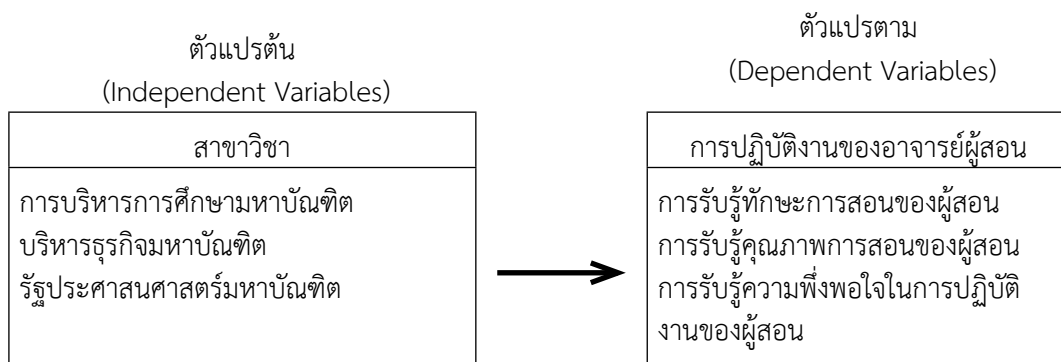 ตัวแปรต้น
(Independent Variables)
สาขาวิชา
การบริหารการศึกษามหาบัณฑิต
บริหารธุรกิจมหาบัณฑิต
รัฐประศาสนศาสตร์มหาบัณฑิต
ตัวแปรตาม
(Dependent Variables)
การปฏิบัติงานของอาจารย์ผู้สอน
การรับรู้ทักษะการสอนของผู้สอน
การรับรู้คุณภาพการสอนของผู้สอน
การรับรู้ความพึ่งพอใจในการปฏิบัติ
งานของผู้สอน